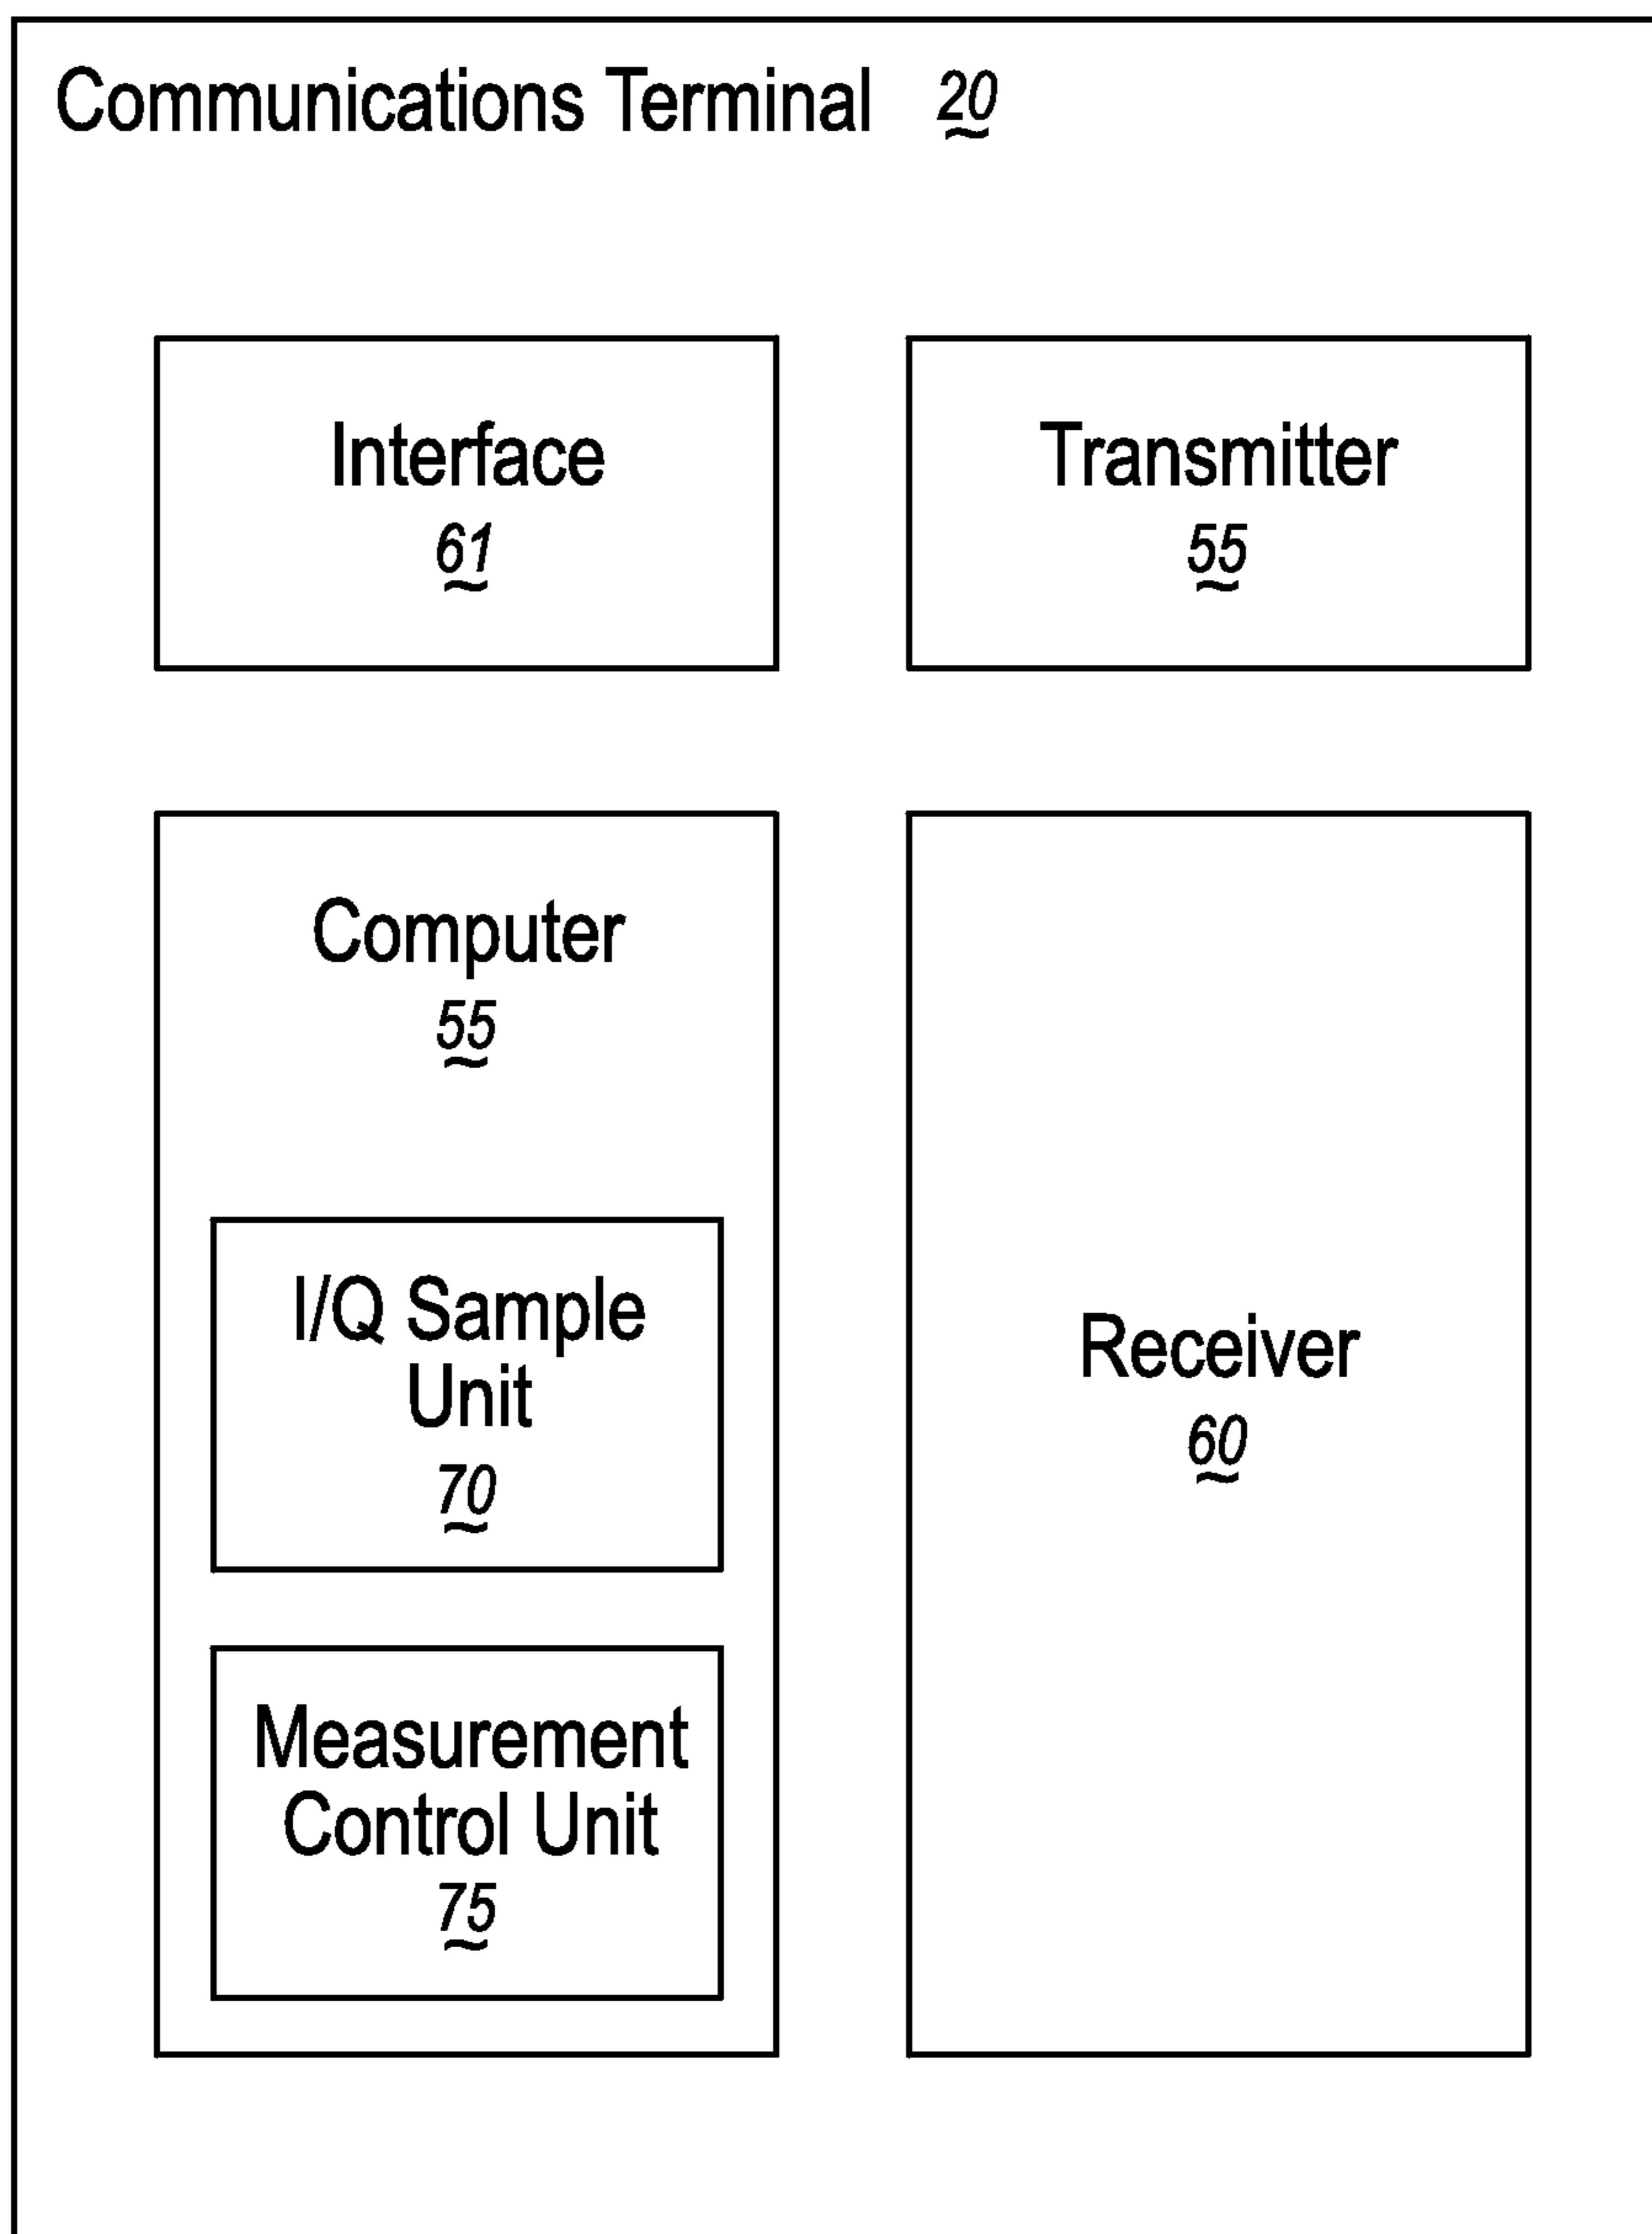 Communications Terminal 20
Interface
61
Transmitter
55
Computer
55
I/Q Sample
Unit
70
Measurement
Control Unit
75
Receiver
60